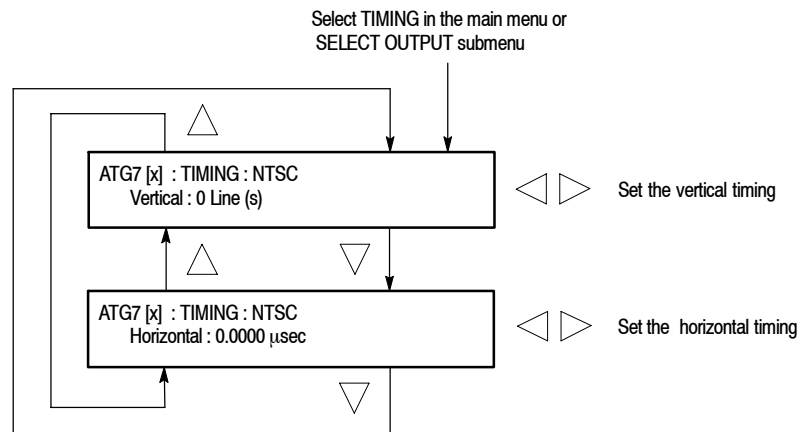 Select TIMING in the main menu or
SELECT OUTPUT submenu
ATG7 [x] : TIMING : NTSC
Vertical : 0 Line (s)
Set the vertical timing
ATG7 [x] : TIMING : NTSC
Horizontal : 0.0000 μsec
Set the horizontal timing